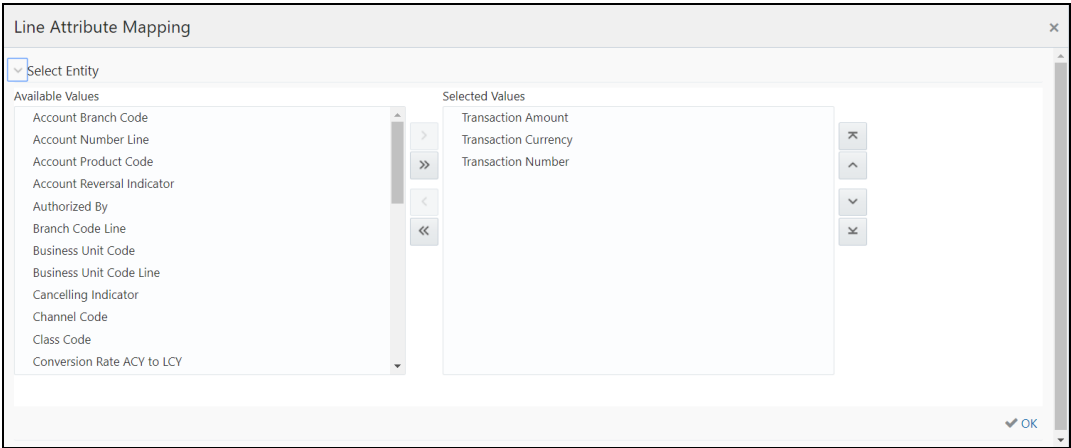 Line Attribute Mapping
Select Entity
Available Values
Account Branch Code
Account Number Line
Account Product Code
Account Reversal Indicator
Authorized By
Branch Code Line
Business Unit Code
Business Unit Code Line
Cancelling Indicator
Channel Code
Class Code
Conversion Rate ACY to LCY
Selected Values
Transaction Amount
Transaction Currency
Transaction Number
OK